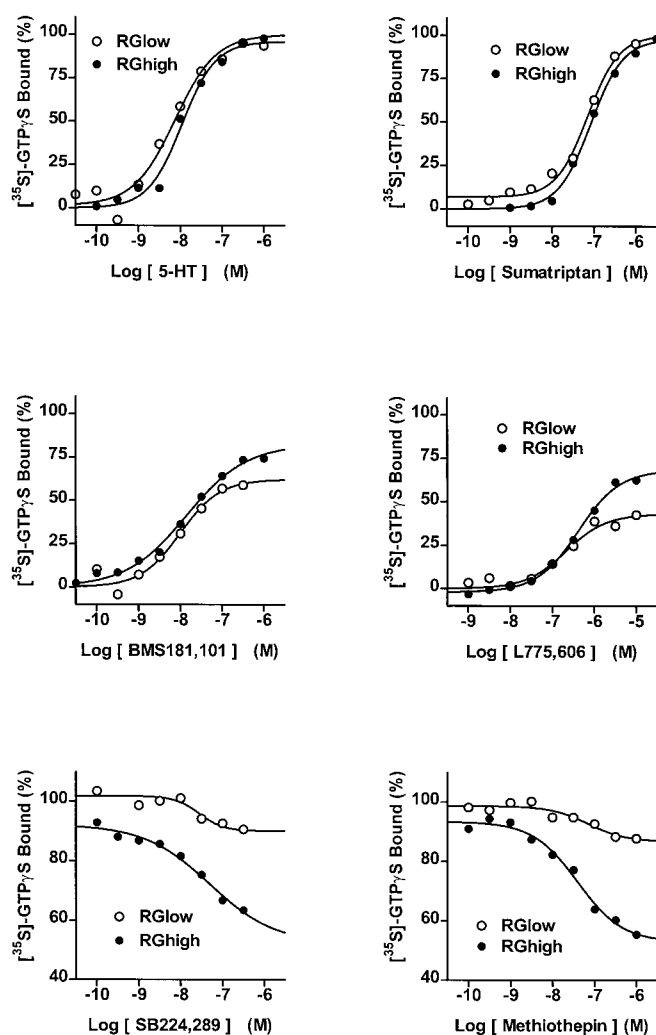 [³⁵S]-GTPγS Bound (%)
100
75
50
25
0
○ RGlow
● RGhigh
-10 -9 -8 -7 -6
Log [ 5-HT ] (M)
[³⁵S]-GTPγS Bound (%)
100
75
50
25
0
○ RGlow
● RGhigh
-10 -9 -8 -7 -6
Log [ Sumatriptan ] (M)
[³⁵S]-GTPγS Bound (%)
100
75
50
25
0
○ RGlow
● RGhigh
-10 -9 -8 -7 -6
Log [ BMS181,101 ] (M)
[³⁵S]-GTPγS Bound (%)
100
75
50
25
0
○ RGlow
● RGhigh
-9 -8 -7 -6 -5
Log [ L775,606 ] (M)
[³⁵S]-GTPγS Bound (%)
100
80
60
40
○ RGlow
● RGhigh
-10 -9 -8 -7 -6
Log [ SB224,289 ] (M)
[³⁵S]-GTPγS Bound (%)
100
80
60
40
○ RGlow
● RGhigh
-10 -9 -8 -7 -6
Log [ Methiothepin ] (M)